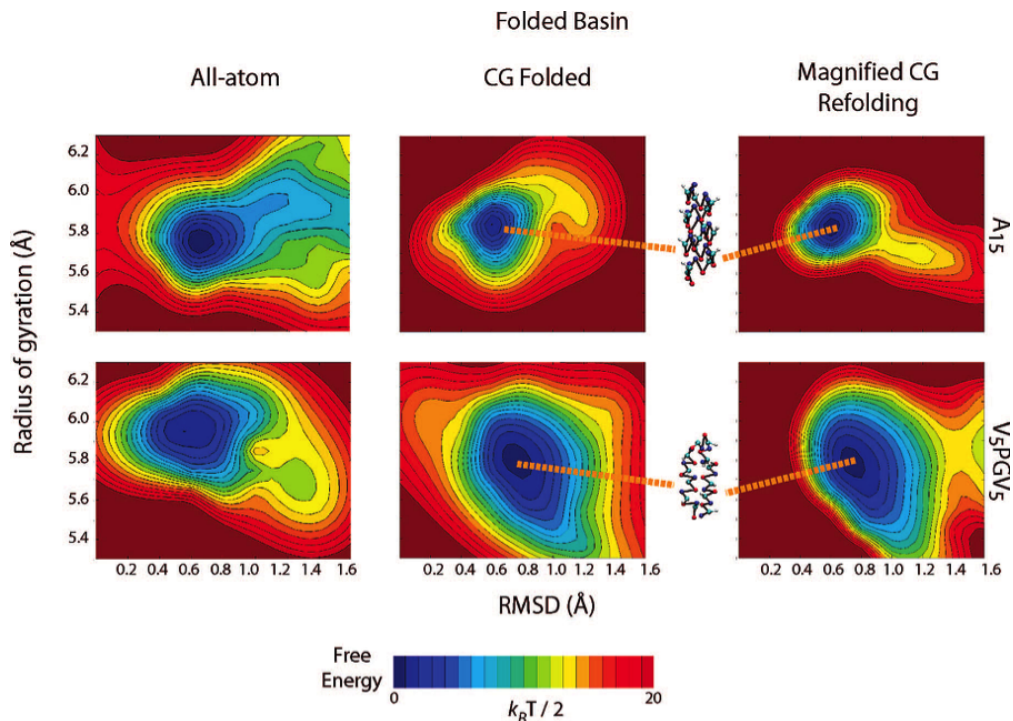 Folded Basin
All-atom
CG Folded
Magnified CG
Refolding
6.2
6.0
5.8
5.6
5.4
A15
6.2
6.0
5.8
5.6
5.4
V5PGV5
Radius of gyration (Å)
0.2 0.4 0.6 0.8 1.0 1.2 1.4 1.6
0.2 0.4 0.6 0.8 1.0 1.2 1.4 1.6
0.2 0.4 0.6 0.8 1.0 1.2 1.4 1.6
RMSD (Å)
Free
Energy
0
20
kBT / 2